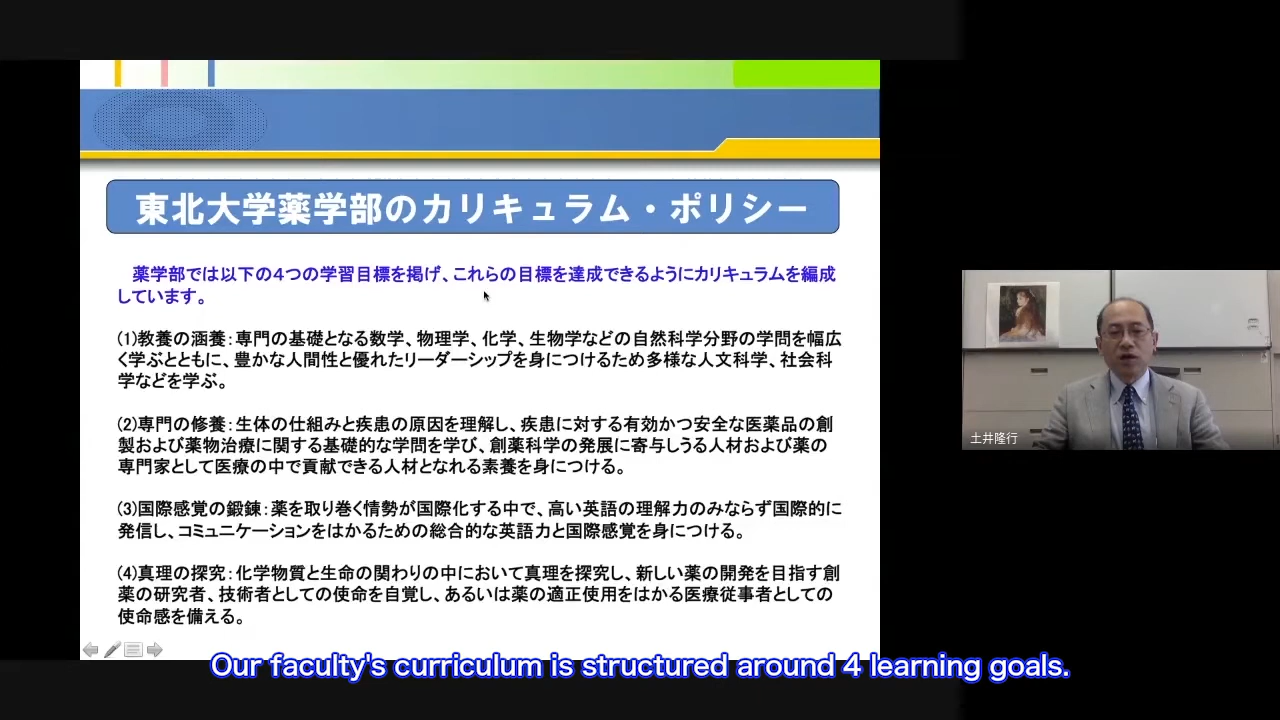 東北大学薬学部のカリキュラム・ポリシー
薬学部では以下の４つの学習目標を掲げ、これらの目標を達成できるようにカリキュラムを編成
しています。
(1)教養の涵養：専門の基礎となる数学、物理学、化学、生物学などの自然科学分野の学問を幅広
く学ぶとともに、豊かな人間性と優れたリーダーシップを身につけるため多様な人文科学、社会科
学などを学ぶ。
(2)専門の修養：生体の仕組みと疾患の原因を理解し、疾患に対する有効かつ安全な医薬品の創
製および薬物治療に関する基礎的な学問を学び、創薬科学の発展に寄与しうる人材および薬の
専門家として医療の中で貢献できる人材となれる素養を身につける。
(3)国際感覚の鍛錬：薬を取り巻く情勢が国際化する中で、高い英語の理解力のみならず国際的に
発信し、コミュニケーションをはかるための総合的な英語力と国際感覚を身につける。
(4)真理の探究：化学物質と生命の関わりの中において真理を探究し、新しい薬の開発を目指す創
薬の研究者、技術者としての使命を自覚し、あるいは薬の適正使用をはかる医療従事者としての
使命感を備える。
土井隆行
Our faculty's curriculum is structured around 4 learning goals.